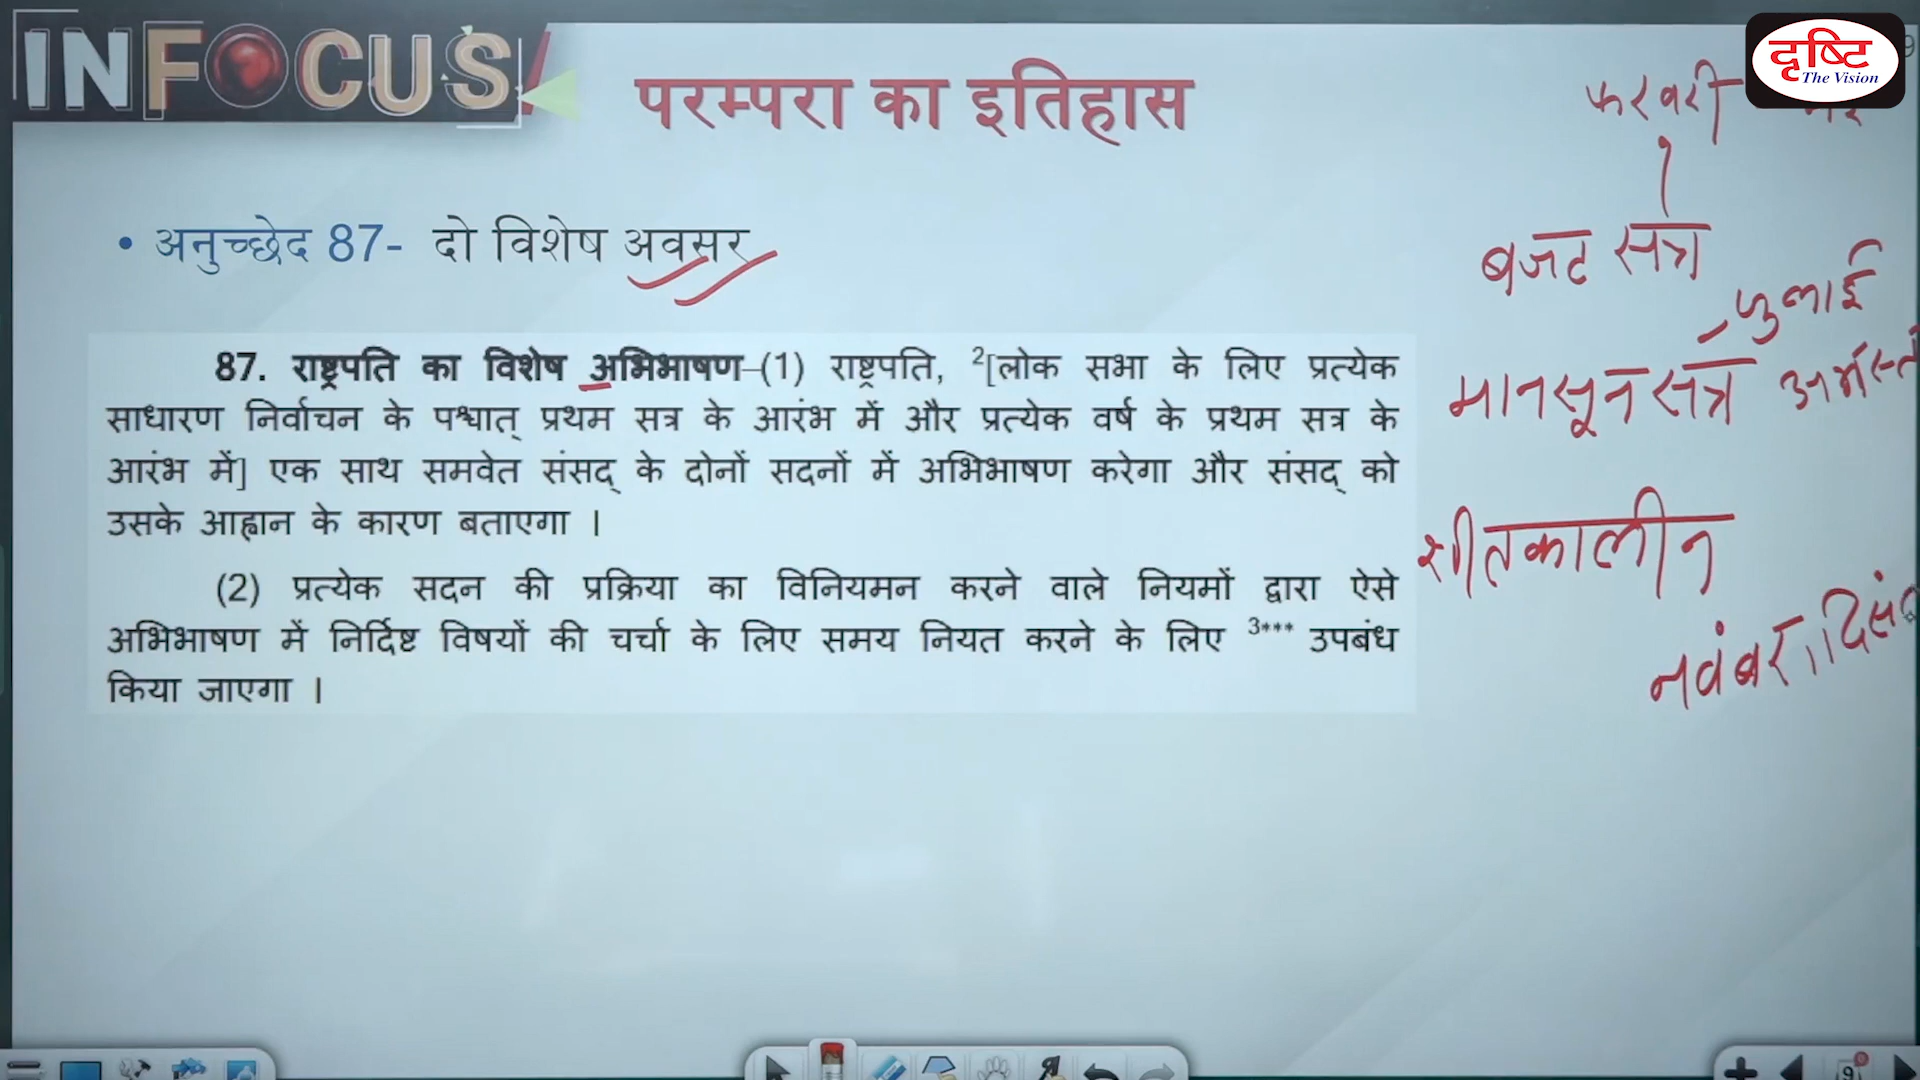 INFOCUS
परम्परा का इतिहास
दृष्टि
The Vision
• अनुच्छेद 87- दो विशेष अवसर
87. राष्ट्रपति का विशेष अभिभाषण–(1) राष्ट्रपति, 2[लोक सभा के लिए प्रत्येक
साधारण निर्वाचन के पश्चात् प्रथम सत्र के आरंभ में और प्रत्येक वर्ष के प्रथम सत्र के
आरंभ में] एक साथ समवेत संसद् के दोनों सदनों में अभिभाषण करेगा और संसद् को
उसके आह्वान के कारण बताएगा ।
(2) प्रत्येक सदन की प्रक्रिया का विनियमन करने वाले नियमों द्वारा ऐसे
अभिभाषण में निर्दिष्ट विषयों की चर्चा के लिए समय नियत करने के लिए 3*** उपबंध
किया जाएगा ।
फरवरी
बजट सत्र
जुलाई
मानसून सत्र
शीतकालीन
नवंबर,
9